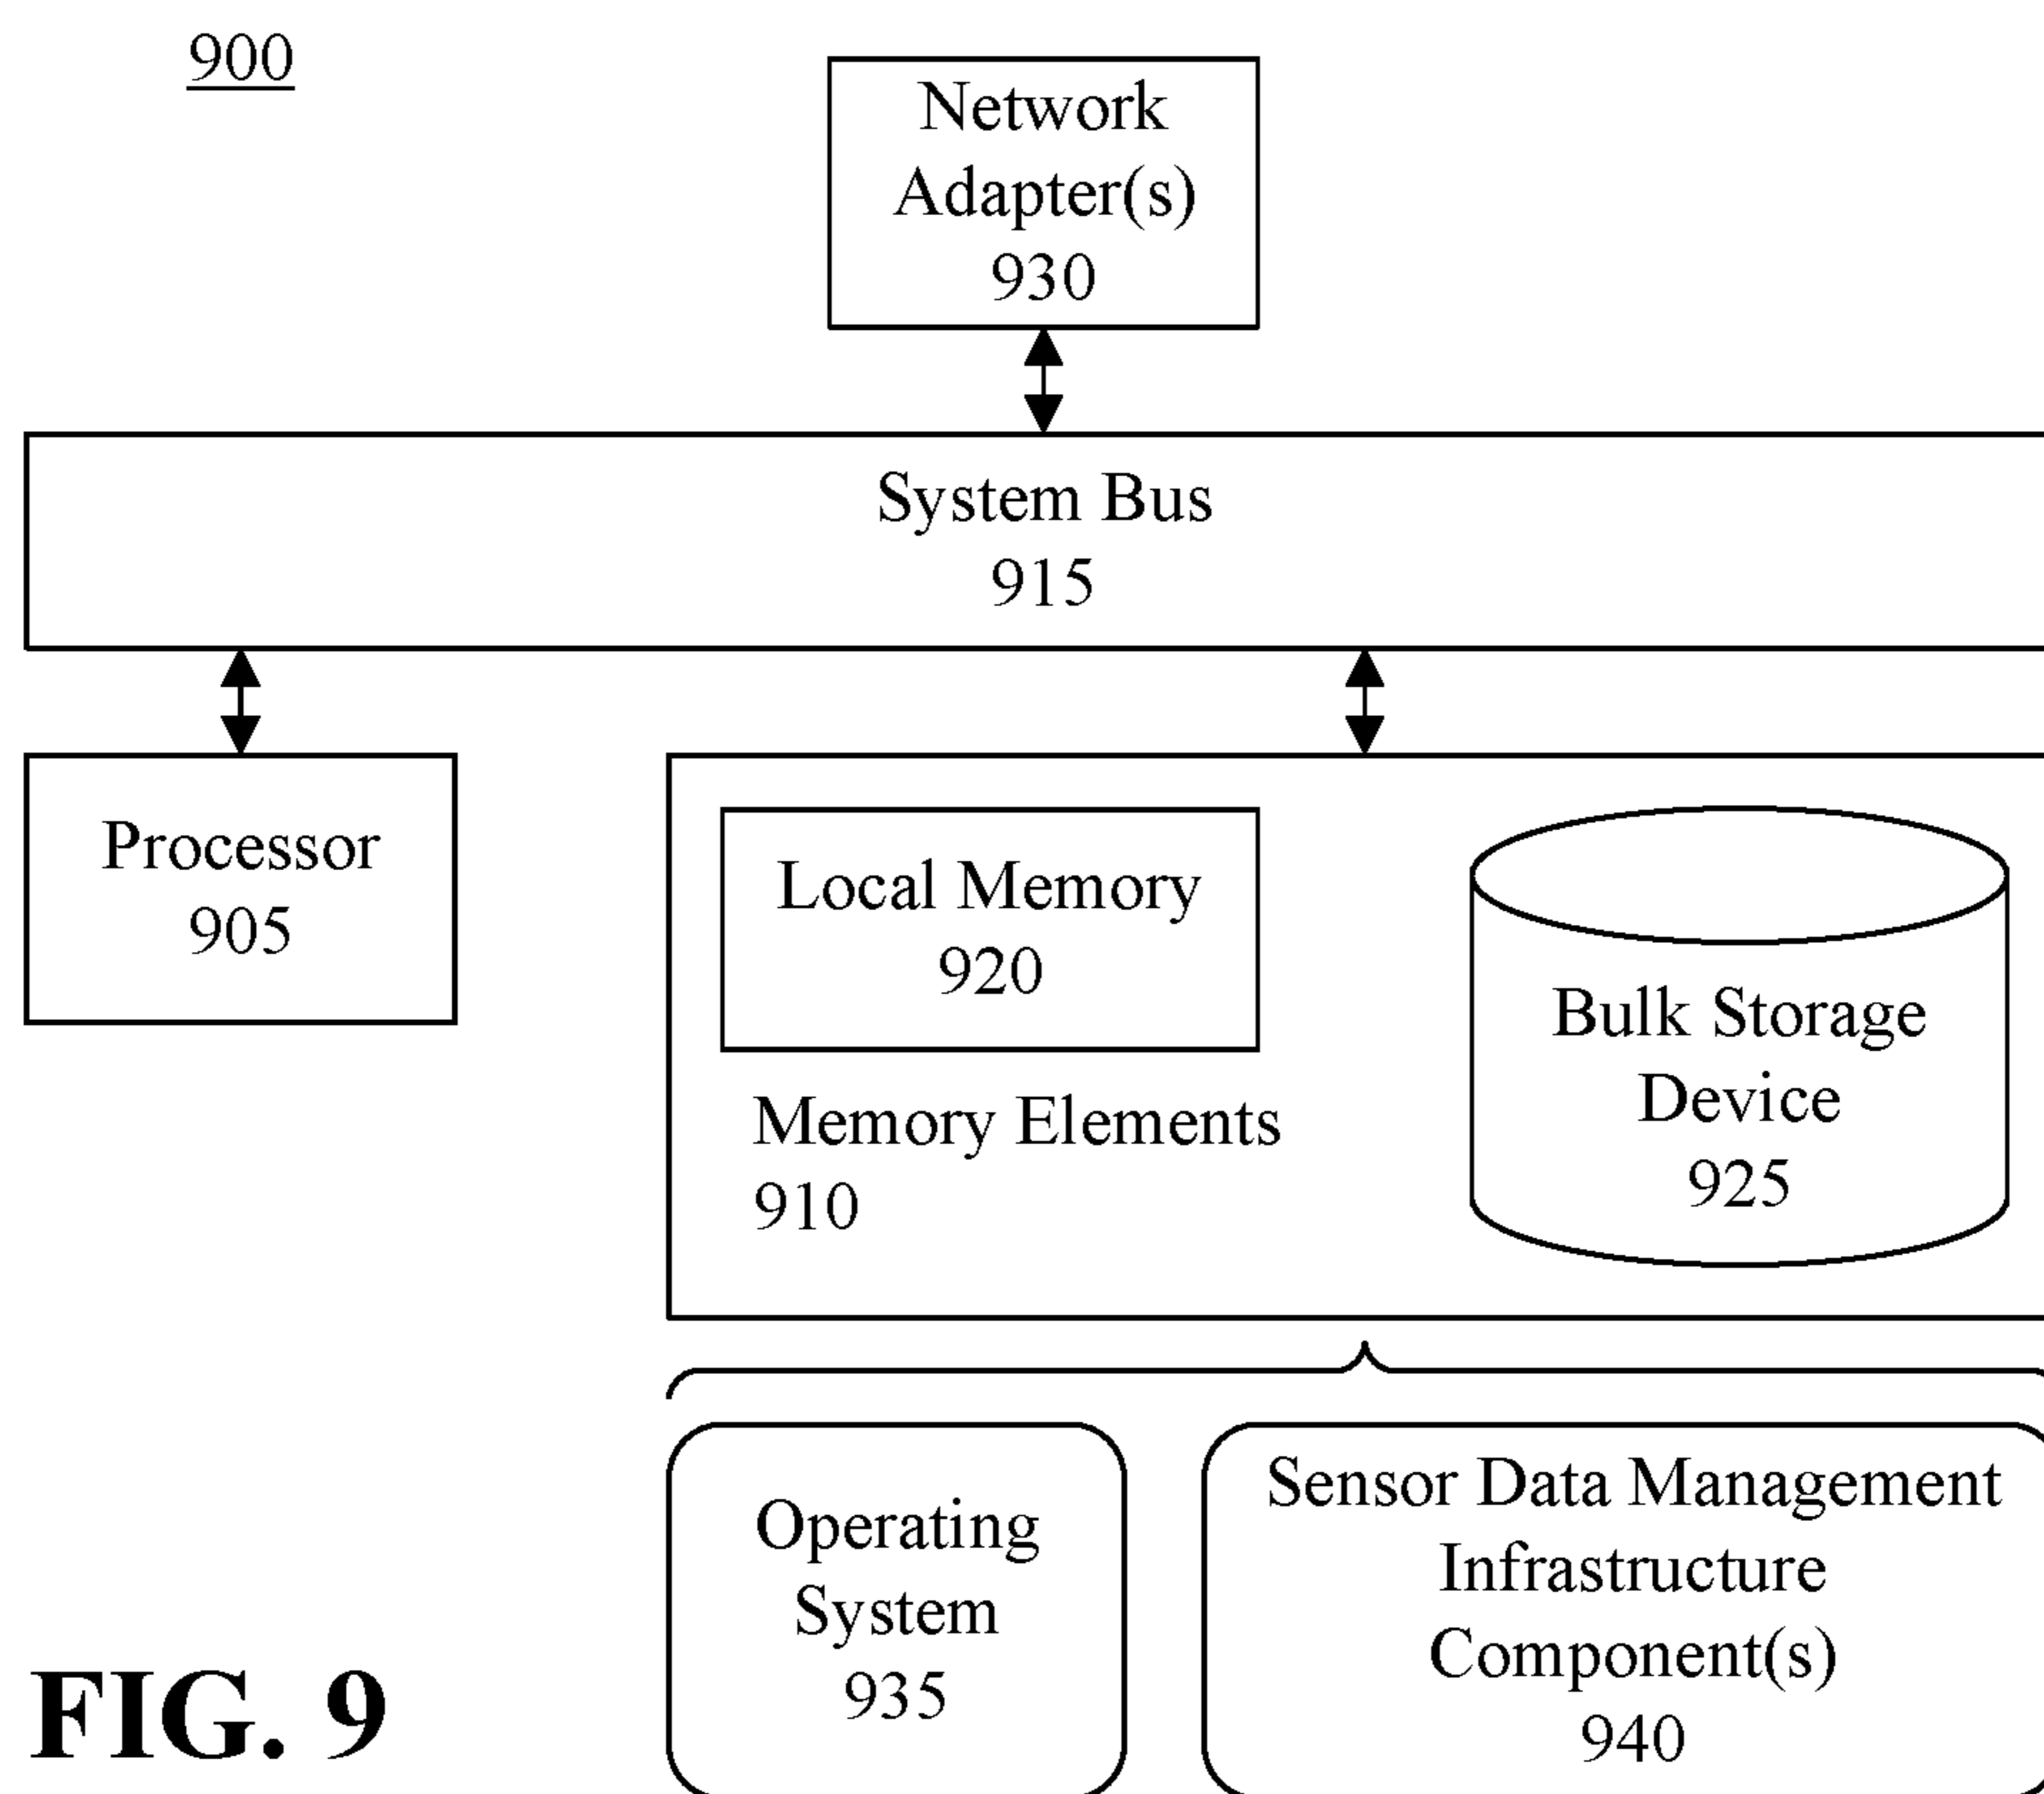 900
Network
Adapter(s)
930
System Bus
915
Processor
905
Local Memory
920
Memory Elements
910
Bulk Storage
Device
925
Operating
System
935
Sensor Data Management
Infrastructure
Component(s)
940
FIG. 9